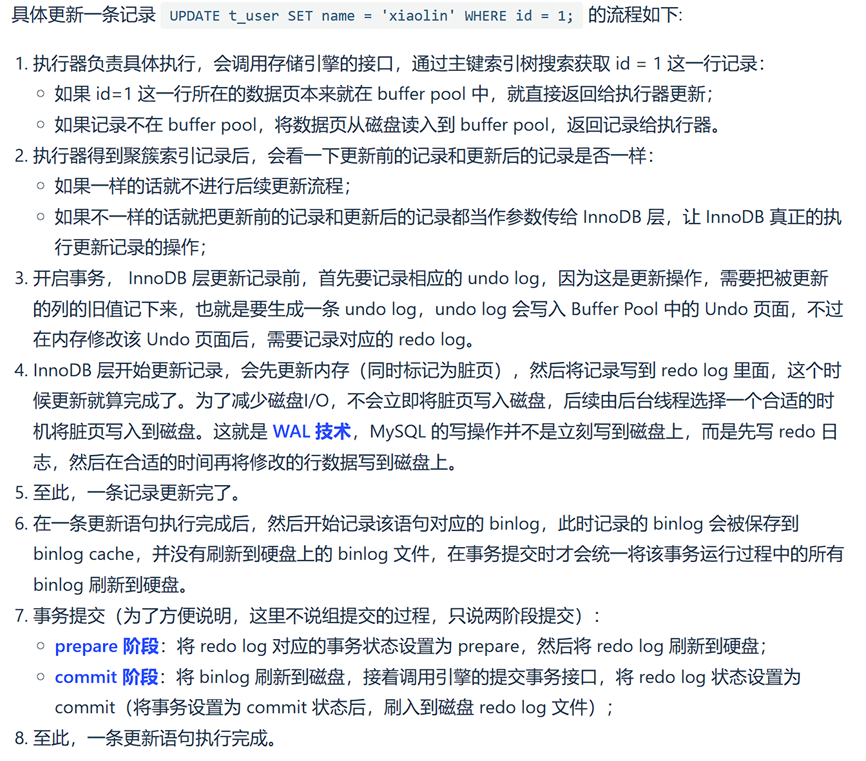 具体更新一条记录 UPDATE t_user SET name = 'xiaolin' WHERE id = 1; 的流程如下:
1. 执行器负责具体执行，会调用存储引擎的接口，通过主键索引树搜索获取 id = 1 这一行记录：
○ 如果 id=1 这一行所在的数据页本来就在 buffer pool 中，就直接返回给执行器更新；
○ 如果记录不在 buffer pool，将数据页从磁盘读入到 buffer pool，返回记录给执行器。
2. 执行器得到聚簇索引记录后，会看一下更新前的记录和更新后的记录是否一样：
○ 如果一样的话就不进行后续更新流程；
○ 如果不一样的话就把更新前的记录和更新后的记录都当作参数传给 InnoDB 层，让 InnoDB 真正的执
行更新记录的操作；
3. 开启事务， InnoDB 层更新记录前，首先要记录相应的 undo log，因为这是更新操作，需要把被更新
的列的旧值记下来，也就是要生成一条 undo log，undo log 会写入 Buffer Pool 中的 Undo 页面，不过
在内存修改该 Undo 页面后，需要记录对应的 redo log。
4. InnoDB 层开始更新记录，会先更新内存（同时标记为脏页），然后将记录写到 redo log 里面，这个时
候更新就算完成了。为了减少磁盘I/O，不会立即将脏页写入磁盘，后续由后台线程选择一个合适的时
机将脏页写入到磁盘。这就是 WAL 技术，MySQL 的写操作并不是立刻写到磁盘上，而是先写 redo 日
志，然后在合适的时间再将修改的行数据写到磁盘上。
5. 至此，一条记录更新完了。
6. 在一条更新语句执行完成后，然后开始记录该语句对应的 binlog，此时记录的 binlog 会被保存到
binlog cache，并没有刷新到硬盘上的 binlog 文件，在事务提交时才会统一将该事务运行过程中的所有
binlog 刷新到硬盘。
7. 事务提交（为了方便说明，这里不说组提交的过程，只说两阶段提交）：
○ prepare 阶段：将 redo log 对应的事务状态设置为 prepare，然后将 redo log 刷新到硬盘；
○ commit 阶段：将 binlog 刷新到磁盘，接着调用引擎的提交事务接口，将 redo log 状态设置为
commit（将事务设置为 commit 状态后，刷入到磁盘 redo log 文件）；
8. 至此，一条更新语句执行完成。